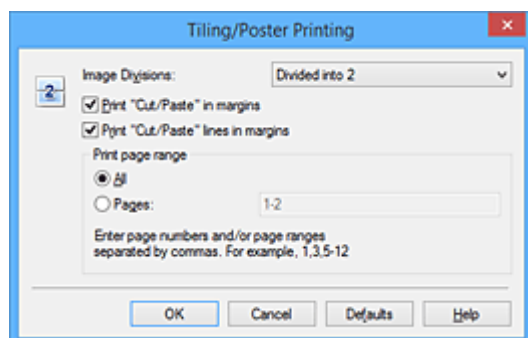 Tiling/Poster Printing
Image Divisions: Divided into 2
2
Print "Cut/Paste" in margins
Print "Cut/Paste" lines in margins
Print page range
All
Pages: 1-2
Enter page numbers and/or page ranges
separated by commas. For example, 1,3,5-12
OK Cancel Defaults Help